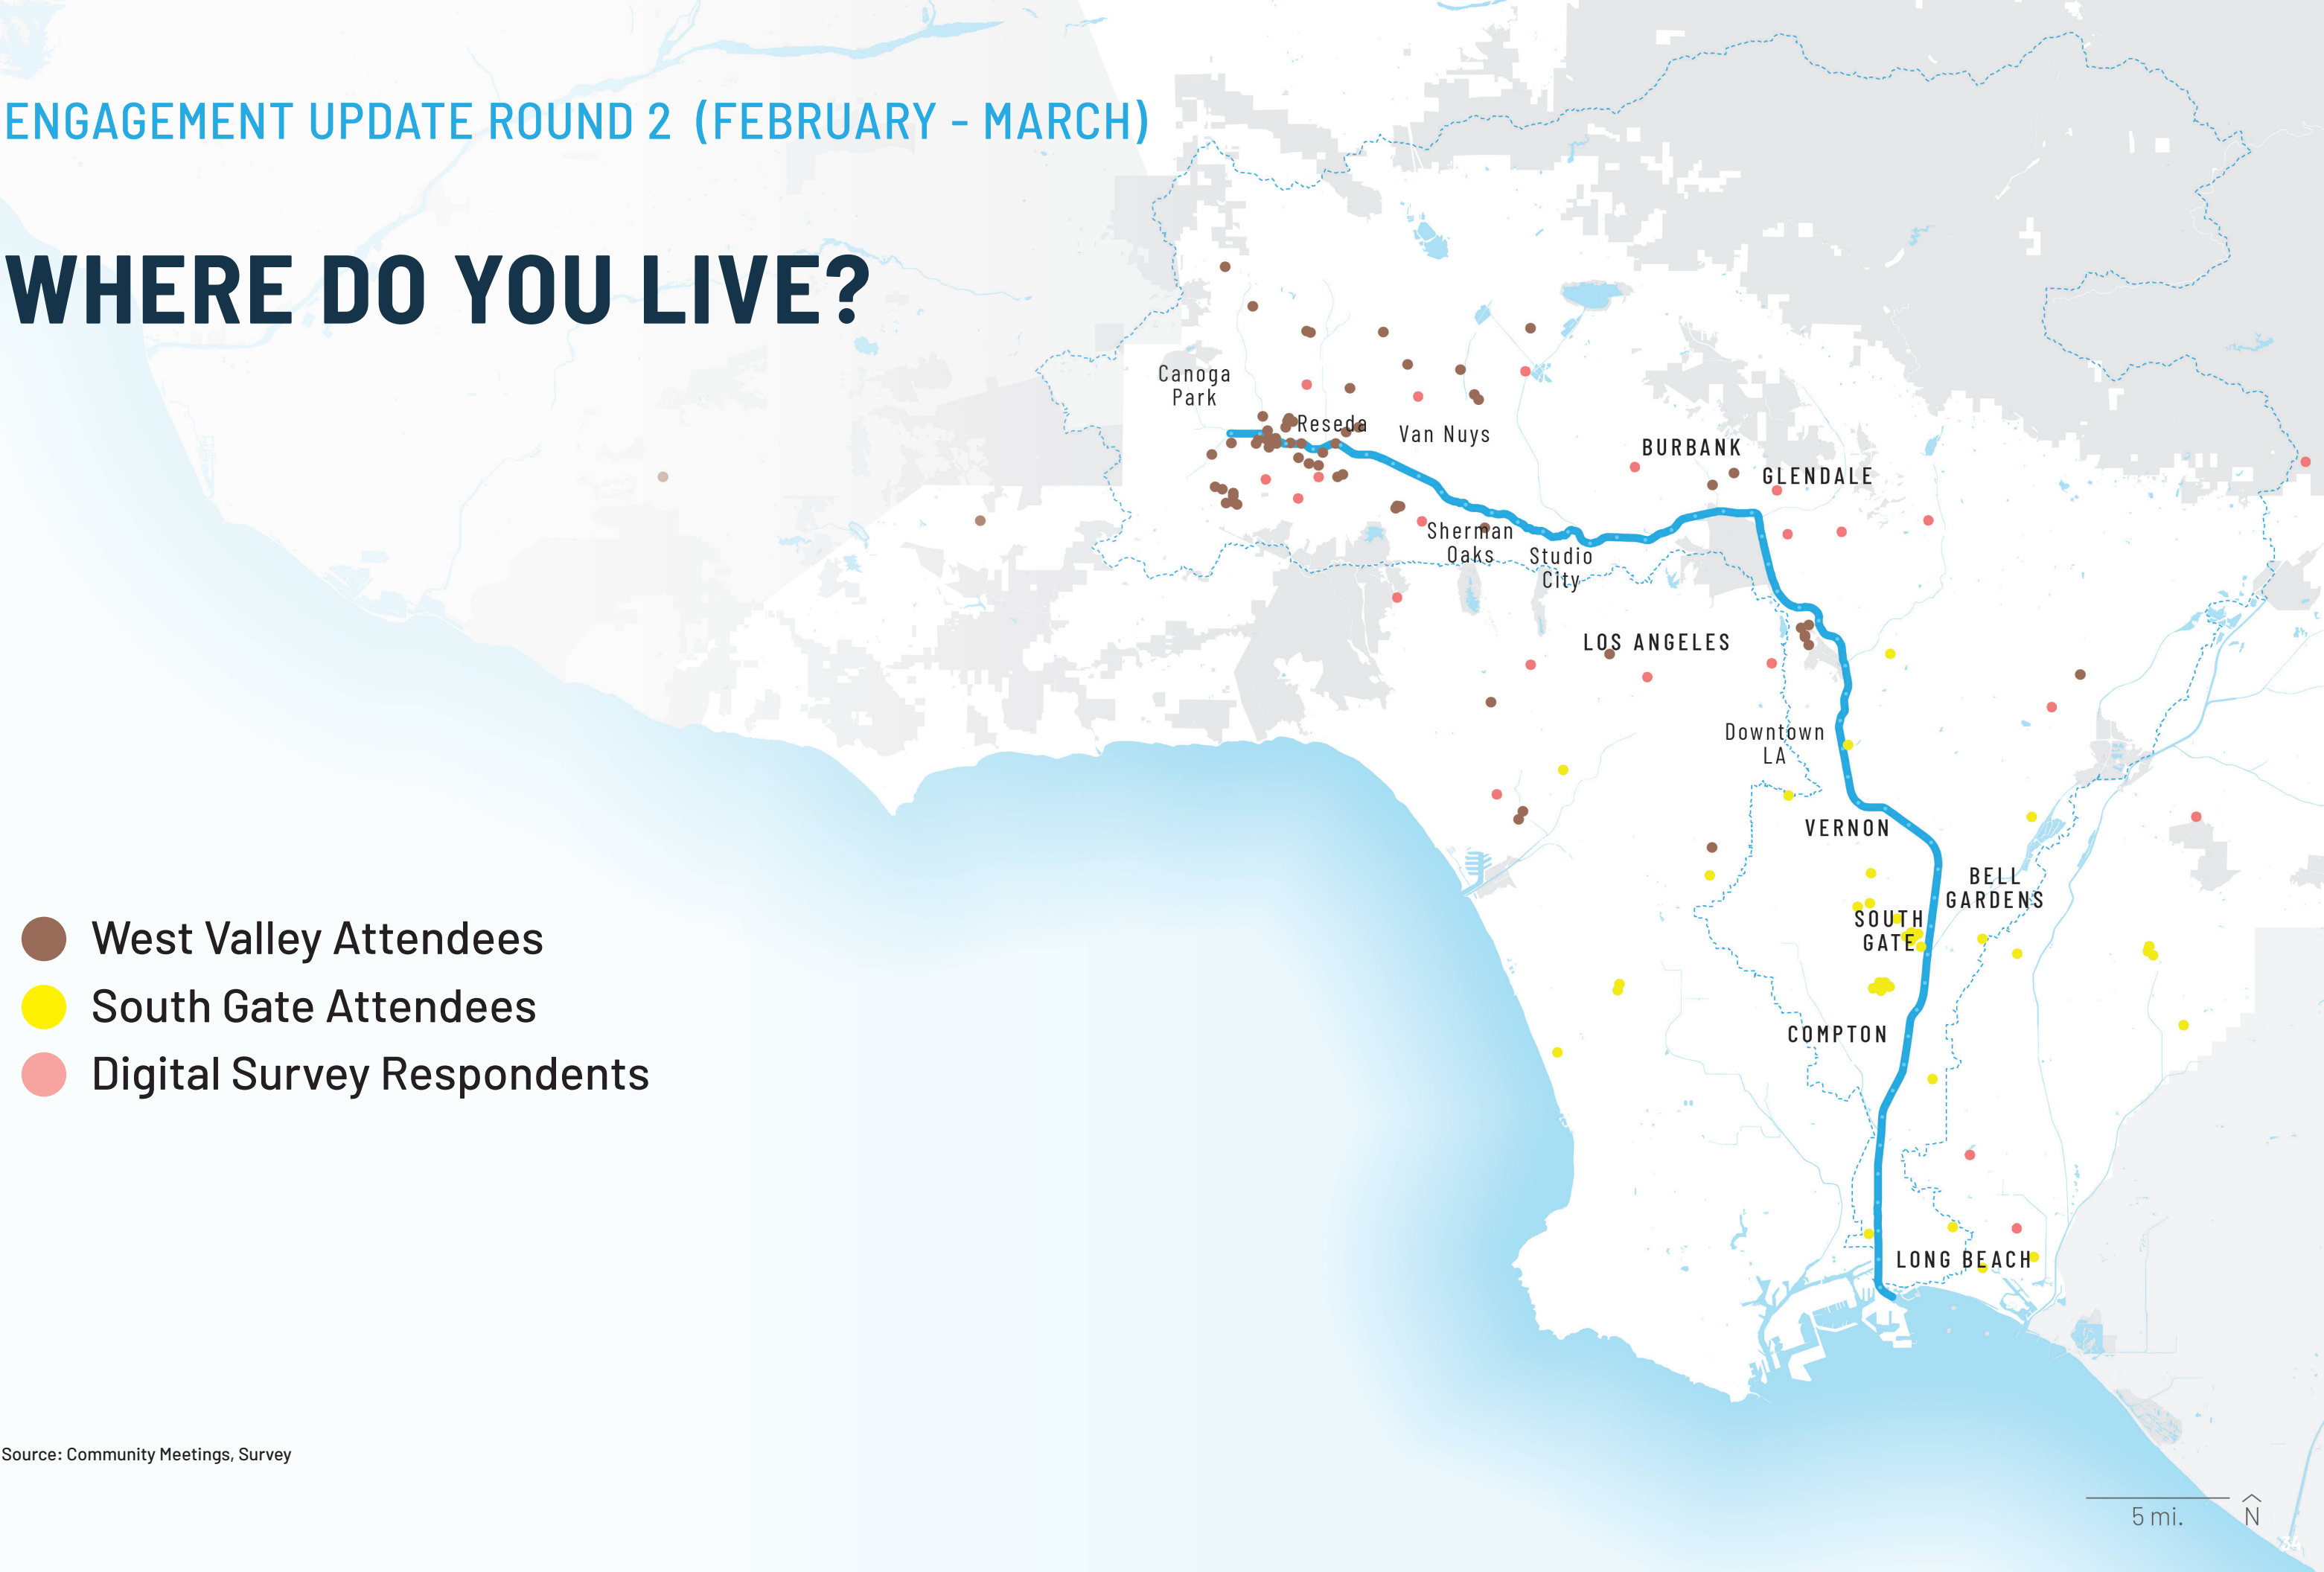 ENGAGEMENT UPDATE ROUND 2 (FEBRUARY - MARCH)
WHERE DO YOU LIVE?
Canoga
Park
Reseda
Van Nuys
BURBANK
GLENDALE
Sherman
Oaks
Studio
City
LOS ANGELES
Downtown
LA
VERNON
BELL
GARDENS
SOUTH
GATE
COMPTON
LONG BEACH
West Valley Attendees
South Gate Attendees
Digital Survey Respondents
Source: Community Meetings, Survey
5 mi.
N
34